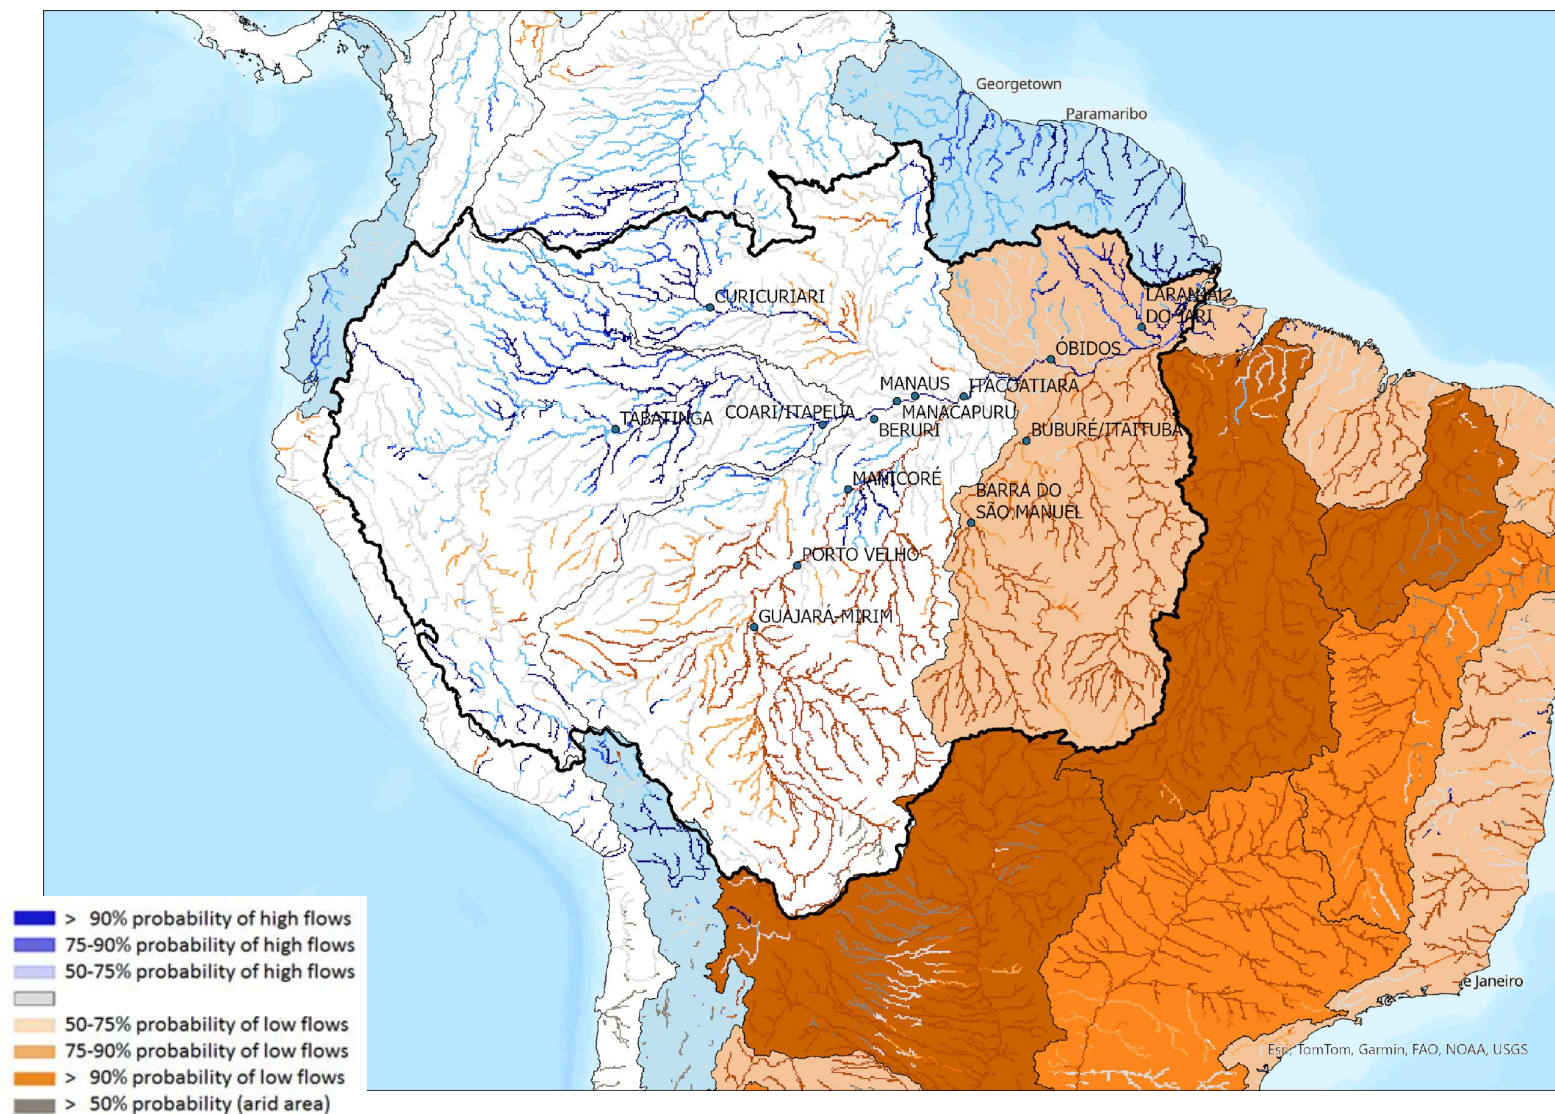 Georgetown
Paramaribo
CURICURIARI
LARANJAL
DO JARI
ÓBIDOS
MANAUS
ITACOATIARA
TABATINGA
COARI/ITAPEUA
MANACAPURU
BERURI
BUBURÉ/ITAITUBA
MANICORÉ
BARRA DO
SÃO MANUEL
PORTO VELHO
GUAJARÁ-MIRIM
> 90% probability of high flows
75-90% probability of high flows
50-75% probability of high flows
50-75% probability of low flows
75-90% probability of low flows
> 90% probability of low flows
> 50% probability (arid area)
e Janeiro
Esri, TomTom, Garmin, FAO, NOAA, USGS